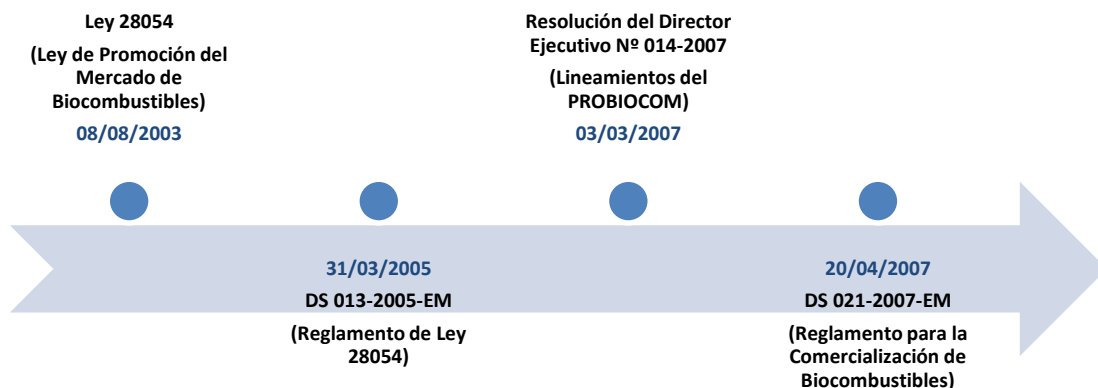 Ley 28054
(Ley de Promoción del
Mercado de
Biocombustibles)
08/08/2003
31/03/2005
DS 013-2005-EM
(Reglamento de Ley
28054)
Resolución del Director
Ejecutivo Nº 014-2007
(Lineamientos del
PROBIOCOM)
03/03/2007
20/04/2007
DS 021-2007-EM
(Reglamento para la
Comercialización de
Biocombustibles)